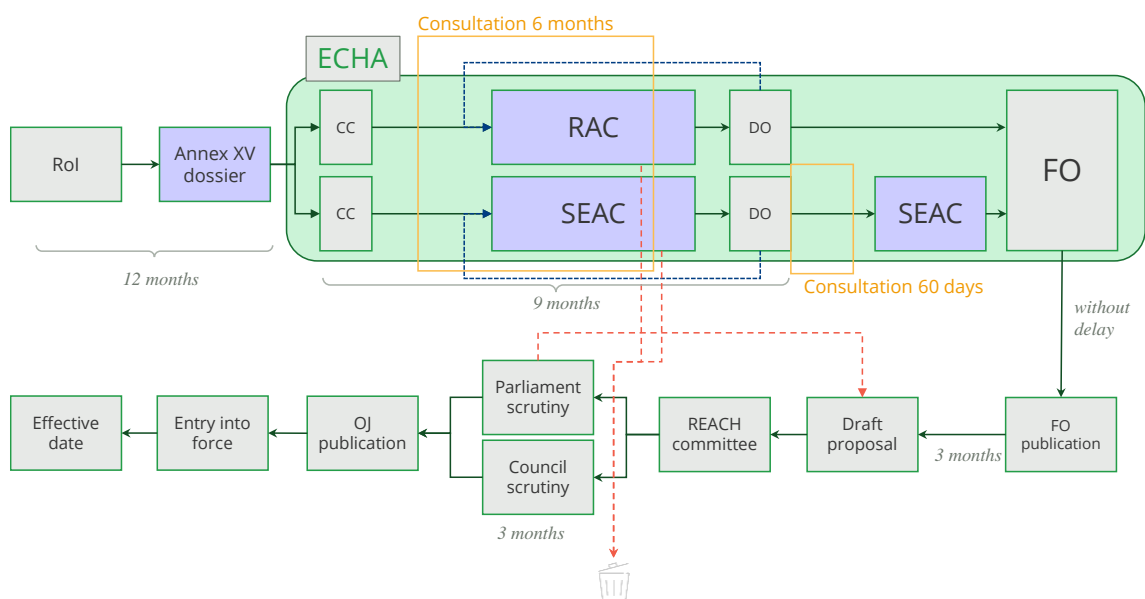 Consultation 6 months
ECHA
CC
RAC
DO
RoI
Annex XV
dossier
FO
CC
SEAC
DO
SEAC
12 months
9 months
Consultation 60 days
without
delay
Parliament
scrutiny
Effective
date
Entry into
force
OJ
publication
REACH
committee
Draft
proposal
3 months
FO
publication
Council
scrutiny
3 months